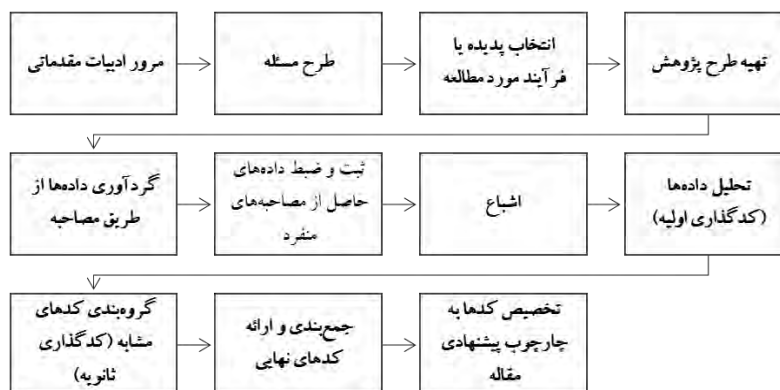 مرور ادبیات مقدماتی
طرح مسئله
انتخاب پدیده یا
فرآیند مورد مطالعه
تهیه طرح پژوهش
گردآوری داده‌ها از
طریق مصاحبه
ثبت و ضبط داده‌های
حاصل از مصاحبه‌های
منفرد
اشباع
تحلیل داده‌ها
(کدگذاری اولیه)
گروه‌بندی کدهای
مشابه (کدگذاری
ثانویه)
جمع‌بندی و ارائه
کدهای نهایی
تخصیص کدها به
چارچوب پیشنهادی
مقاله